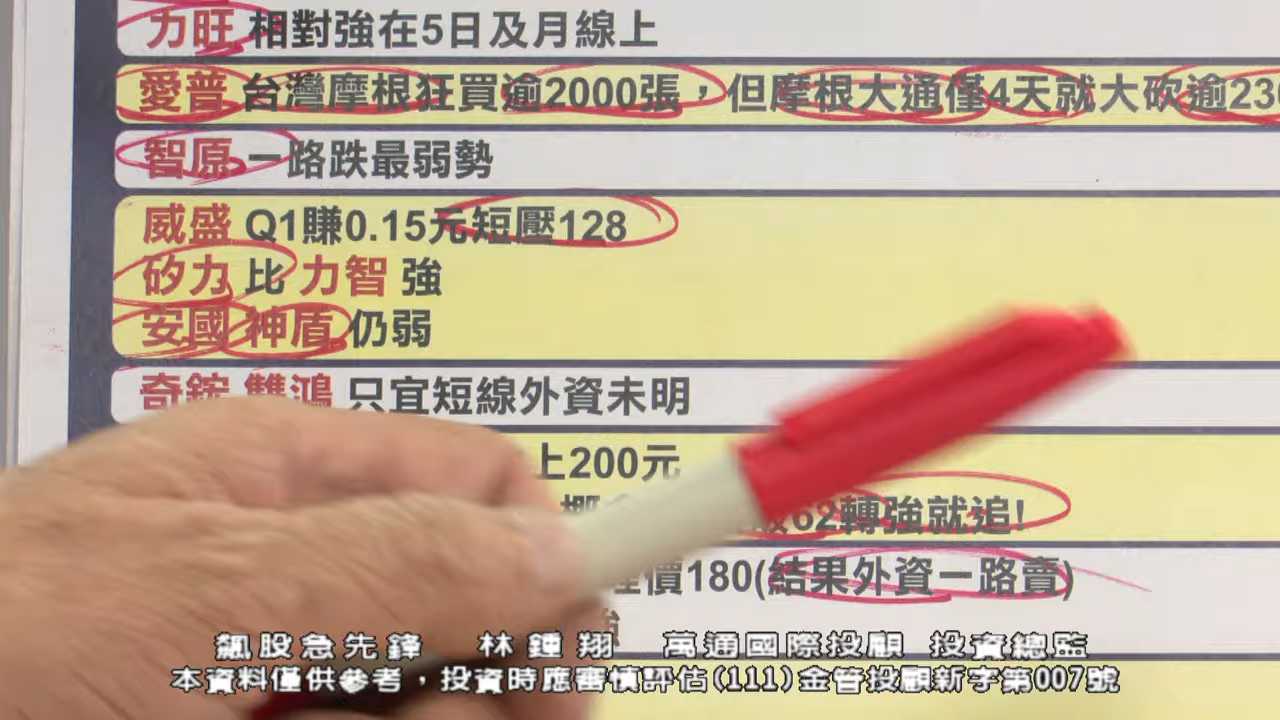 力旺 相對強在5日及月線上
愛普 台灣摩根狂買逾2000張，但摩根大通僅4天就大砍逾230
智原 一路跌最弱勢
威盛 Q1賺0.15元短壓128
矽力 比 力智 強
安國 神盾 仍弱
奇鋐 雙鴻 只宜短線外資未明
上200元
62轉強就追!
價180(結果外資一路賣)
飆股急先鋒 林鍾翔 萬通國際投顧 投資總監
本資料僅供參考，投資時應審慎評估(111)金管投顧新字第007號